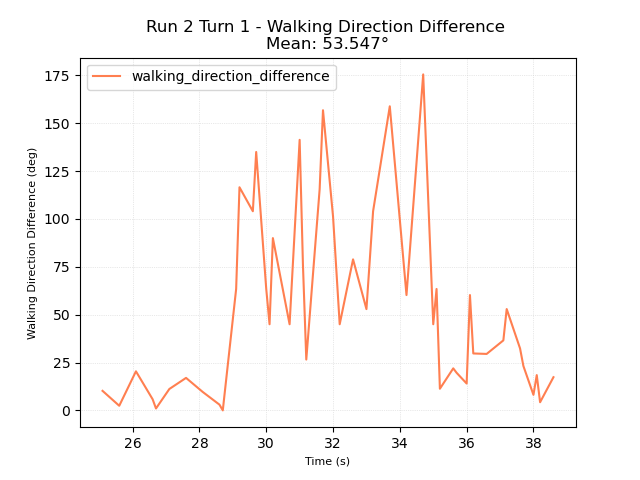 Run 2 Turn 1 - Walking Direction Difference
Mean: 53.547°
walking_direction_difference
175
150
125
100
75
50
25
0
Walking Direction Difference (deg)
26 28 30 32 34 36 38
Time (s)